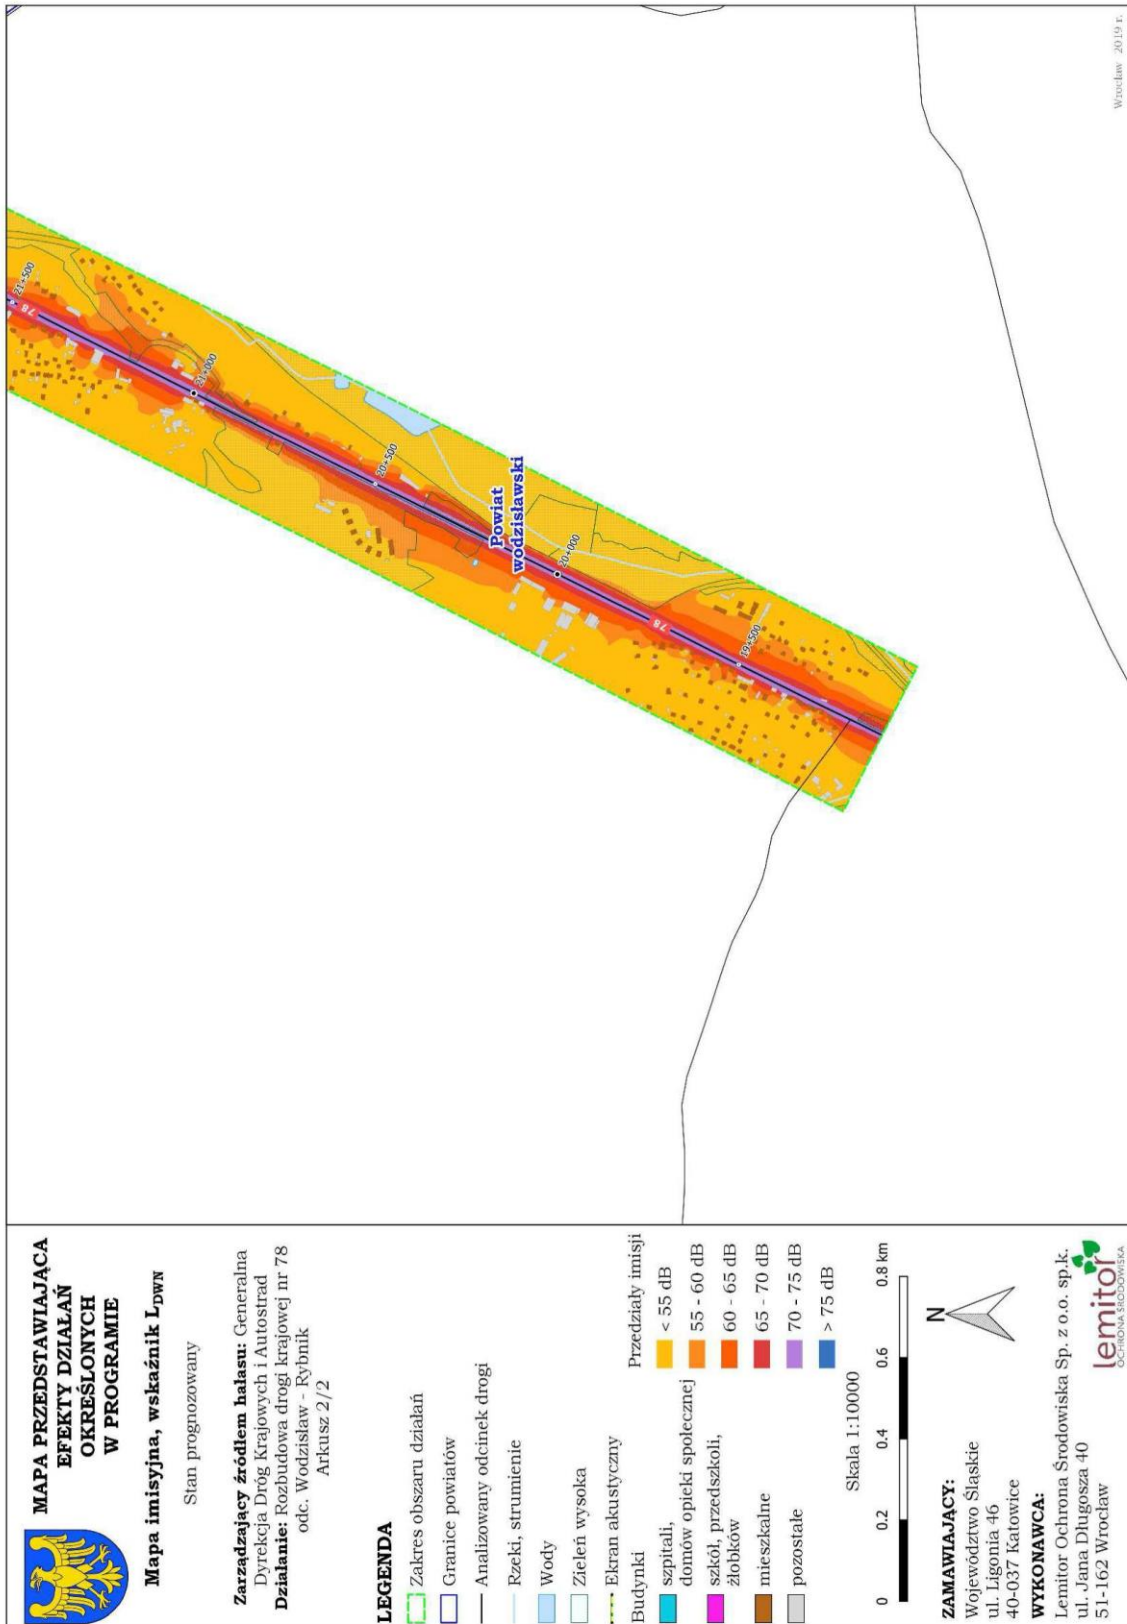 MAPA PRZEDSTAWIAJĄCA
EFEKTY DZIAŁAŃ
OKREŚLONYCH
W PROGRAMIE
Mapa imisyjna, wskaźnik LDWN
Stan prognozowany
Zarządzający źródłem hałasu: Generalna
Dyrekcja Dróg Krajowych i Autostrad
Działanie: Rozbudowa drogi krajowej nr 78
odc. Wodzisław - Rybnik
Arkusz 2/2
LEGENDA
Zakres obszaru działań
Granice powiatów
Analizowany odcinek drogi
Rzeki, strumienie
Wody
Zieleń wysoka
Ekran akustyczny
Budynki
szpitali,
domów opieki społecznej
szkół, przedszkoli,
żłobków
mieszkalne
pozostałe
Przedziały imisji
< 55 dB
55 - 60 dB
60 - 65 dB
65 - 70 dB
70 - 75 dB
> 75 dB
Skala 1:10000
0 0.2 0.4 0.6 0.8 km
N
ZAMAWIAJĄCY:
Województwo Śląskie
ul. Ligonia 46
40-037 Katowice
WYKONAWCA:
Lemitor Ochrona Środowiska Sp. z o.o. sp.k.
ul. Jana Długosza 40
51-162 Wrocław
lemitor
OCHRONA ŚRODOWISKA
21+500
78
21+000
20+500
Powiat
wodzisławski
20+000
78
19+500
Wrocław 2019 r.